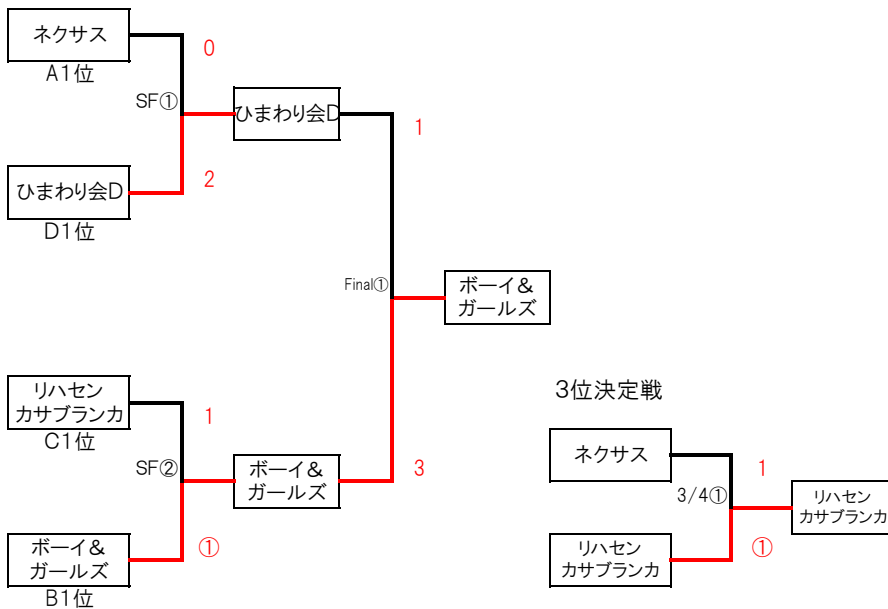 ネクサス
A1位
0
SF①
ひまわり会D
1
2
ひまわり会D
D1位
Final①
ボーイ&
ガールズ
リハセン
カサブランカ
C1位
1
SF②
ボーイ&
ガールズ
3
①
ボーイ&
ガールズ
B1位
3位決定戦
ネクサス
1
3/4①
リハセン
カサブランカ
①
リハセン
カサブランカ